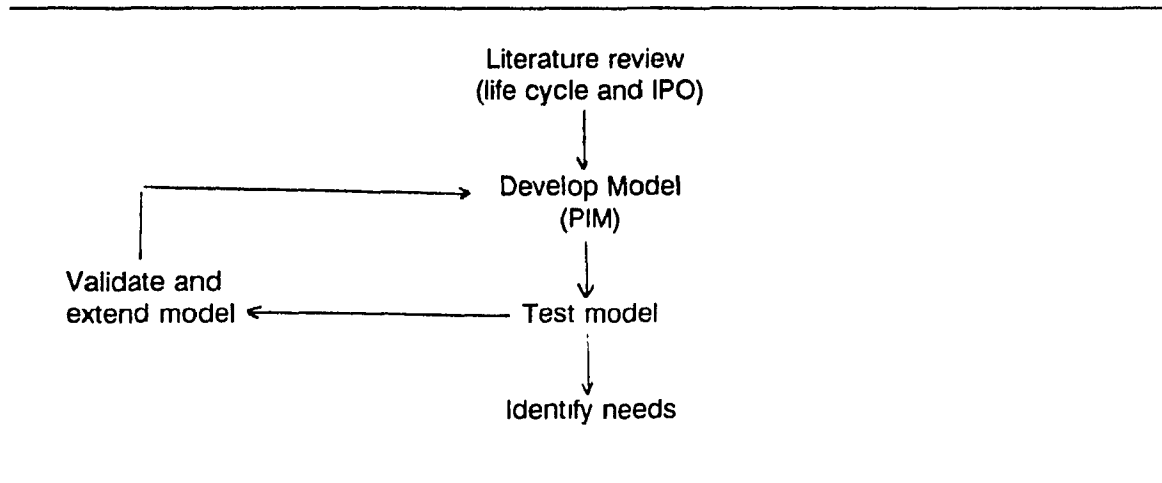 Literature review
(life cycle and IPO)
Develop Model
(PIM)
Validate and
extend model
Test model
Identify needs